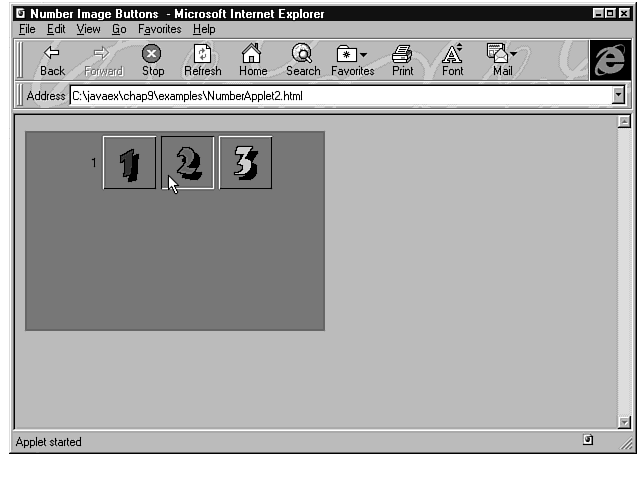 Number Image Buttons - Microsoft Internet Explorer
File Edit View Go Favorites Help
Back Forward Stop Refresh Home Search Favorites Print Font Mail
Address C:\javaex\chap9\examples\NumberApplet2.html
1 1 2 3
Applet started